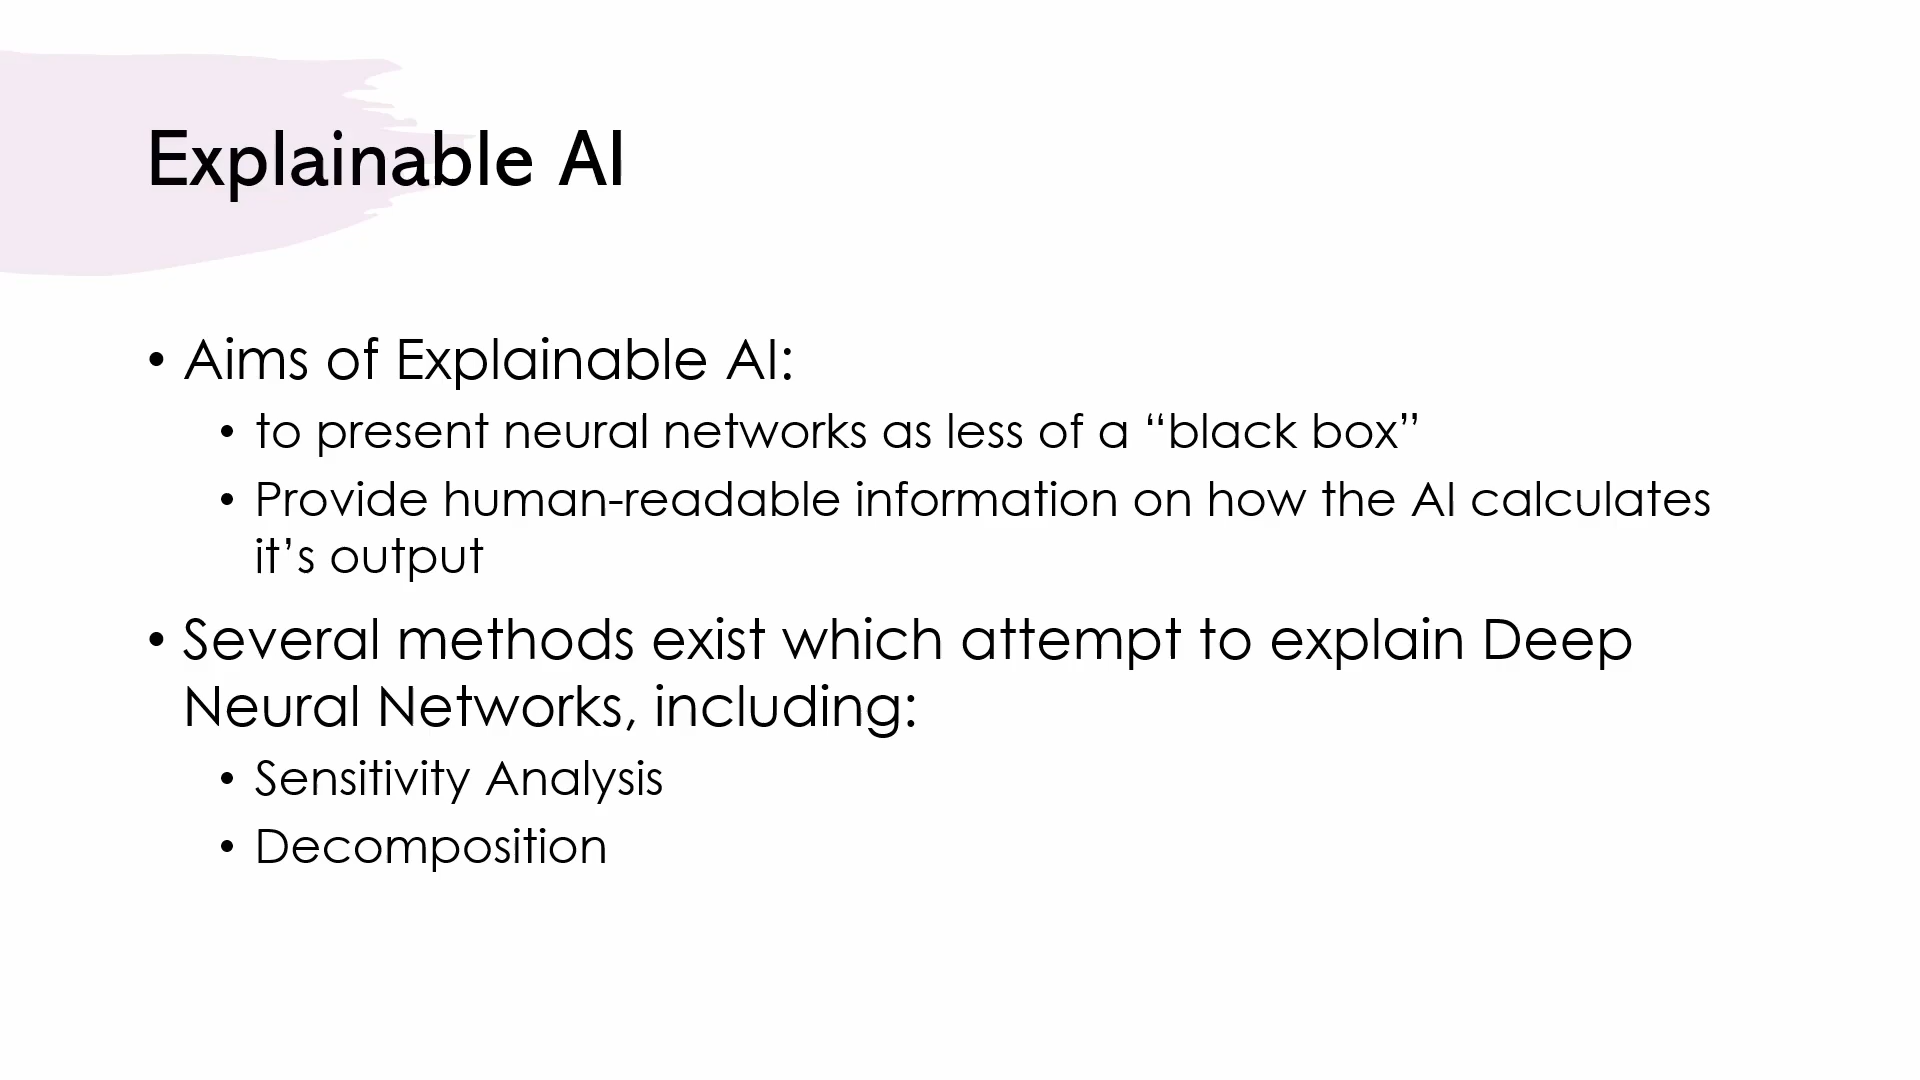 Explainable AI
• Aims of Explainable AI:
• to present neural networks as less of a “black box”
• Provide human-readable information on how the AI calculates
it’s output
• Several methods exist which attempt to explain Deep
Neural Networks, including:
• Sensitivity Analysis
• Decomposition